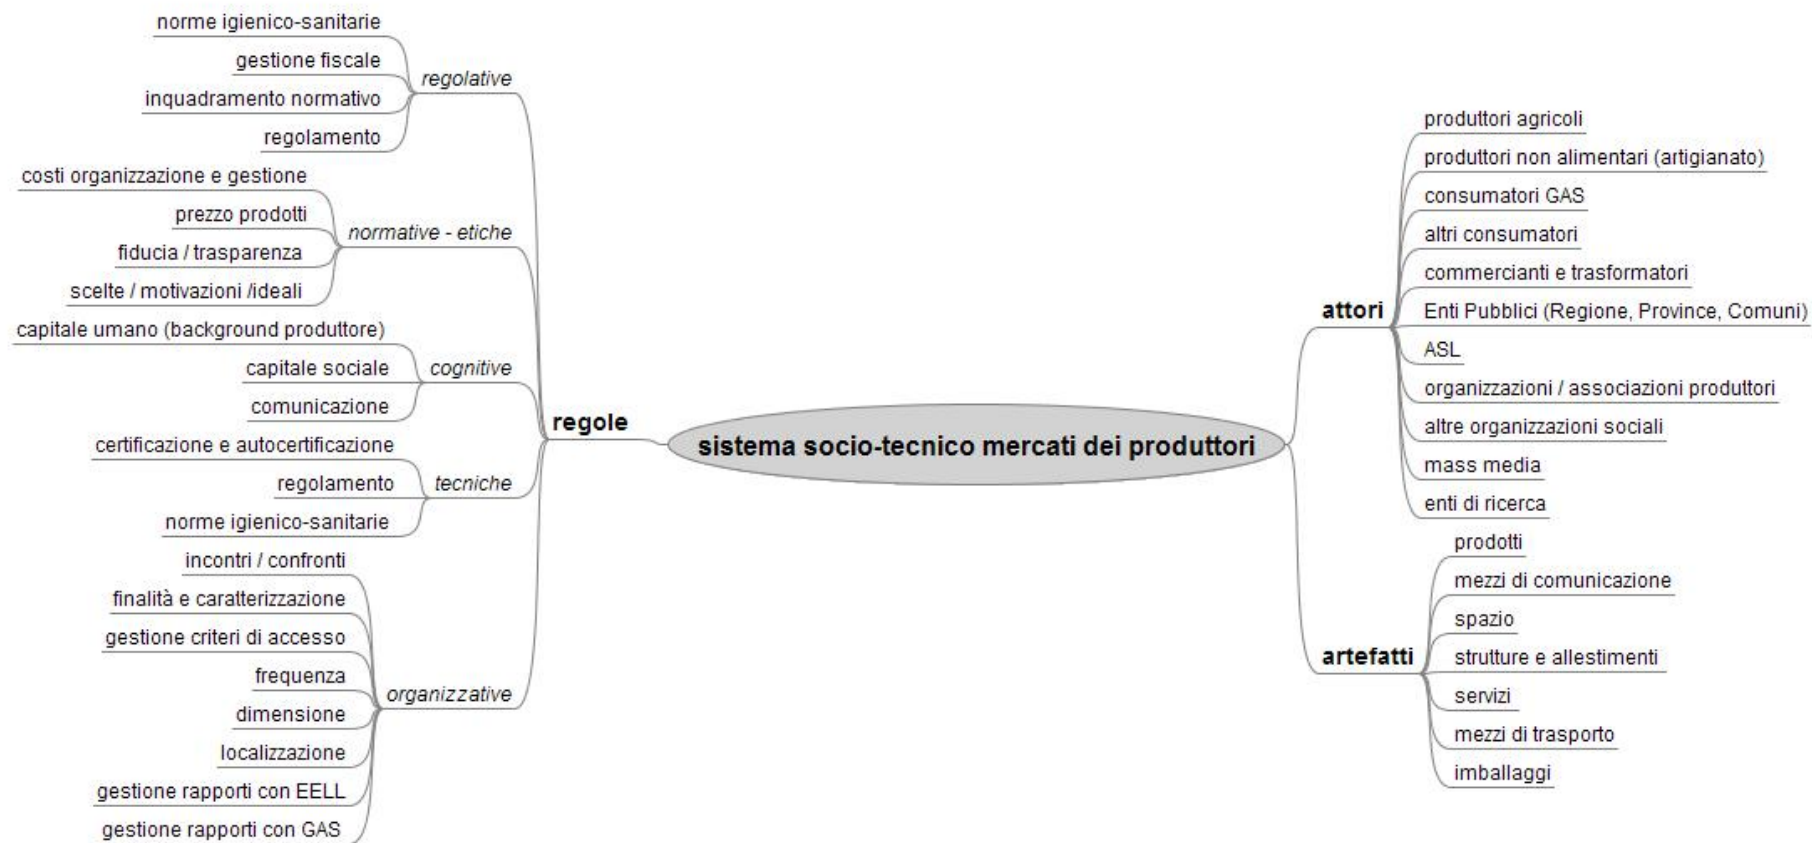 norme igienico-sanitarie
gestione fiscale
inquadramento normativo
regolamento
regolative
costi organizzazione e gestione
prezzo prodotti
fiducia / trasparenza
scelte / motivazioni /ideali
normative - etiche
capitale umano (background produttore)
capitale sociale
comunicazione
cognitive
certificazione e autocertificazione
regolamento
norme igienico-sanitarie
tecniche
incontri / confronti
finalità e caratterizzazione
gestione criteri di accesso
frequenza
dimensione
localizzazione
gestione rapporti con EELL
gestione rapporti con GAS
organizzative
regole
sistema socio-tecnico mercati dei produttori
attori
produttori agricoli
produttori non alimentari (artigianato)
consumatori GAS
altri consumatori
commercianti e trasformatori
Enti Pubblici (Regione, Province, Comuni)
ASL
organizzazioni / associazioni produttori
altre organizzazioni sociali
mass media
enti di ricerca
artefatti
prodotti
mezzi di comunicazione
spazio
strutture e allestimenti
servizi
mezzi di trasporto
imballaggi